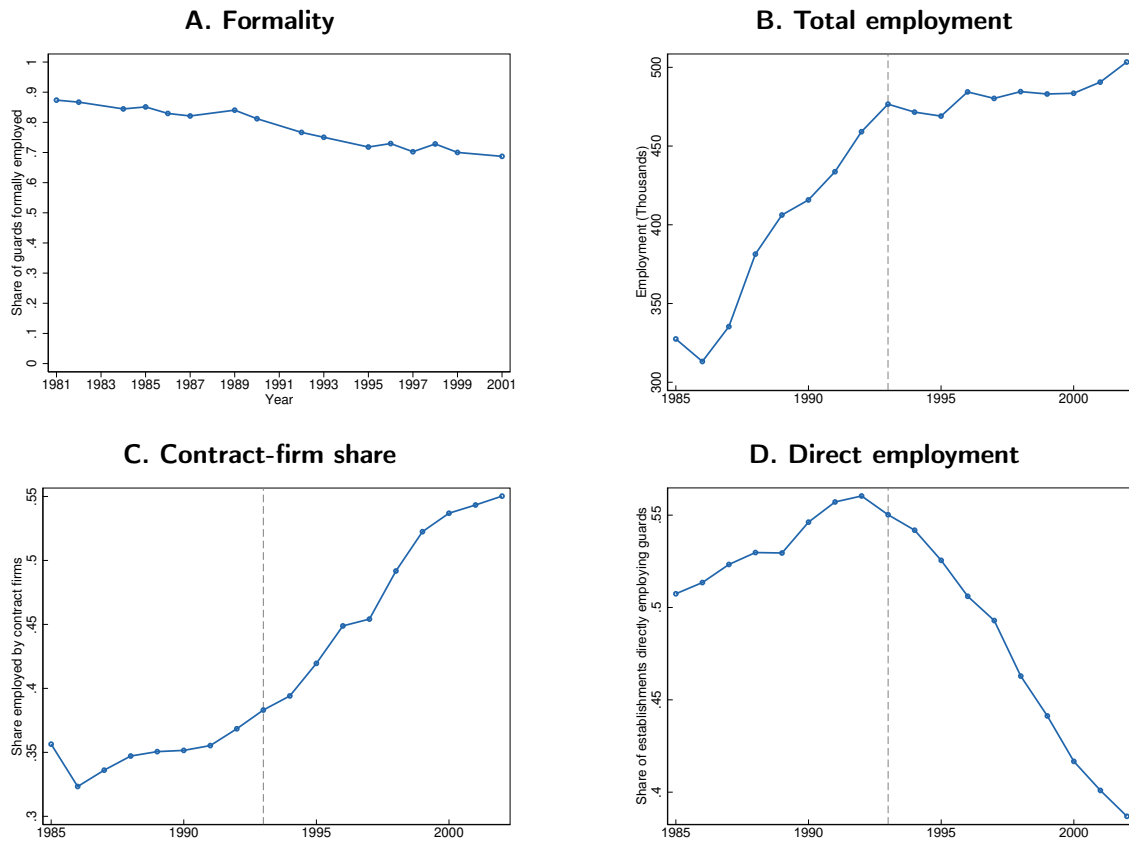 A. Formality
Share of guards formally employed
1
.9
.8
.7
.6
.5
.4
.3
.2
.1
0
1981 1983 1985 1987 1989 1991 1993 1995 1997 1999 2001
Year
B. Total employment
Employment (Thousands)
500
450
400
350
300
1985 1990 1995 2000
C. Contract-firm share
Share employed by contract firms
.55
.5
.45
.4
.35
.3
1985 1990 1995 2000
D. Direct employment
Share of establishments directly employing guards
.55
.5
.45
.4
1985 1990 1995 2000